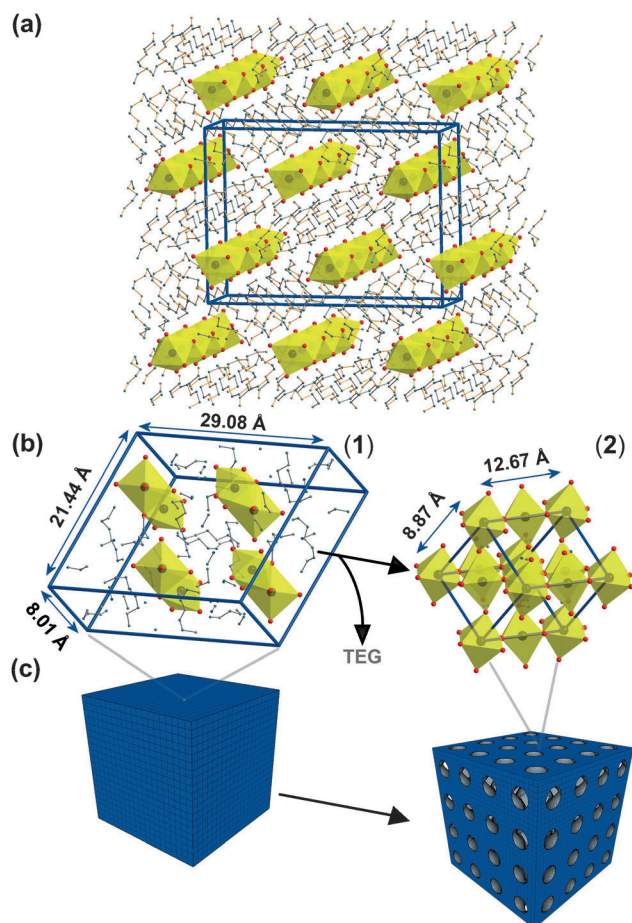 (a)
(b)
29.08 Å
(1)
(2)
21.44 Å
12.67 Å
8.87 Å
8.01 Å
TEG
(c)